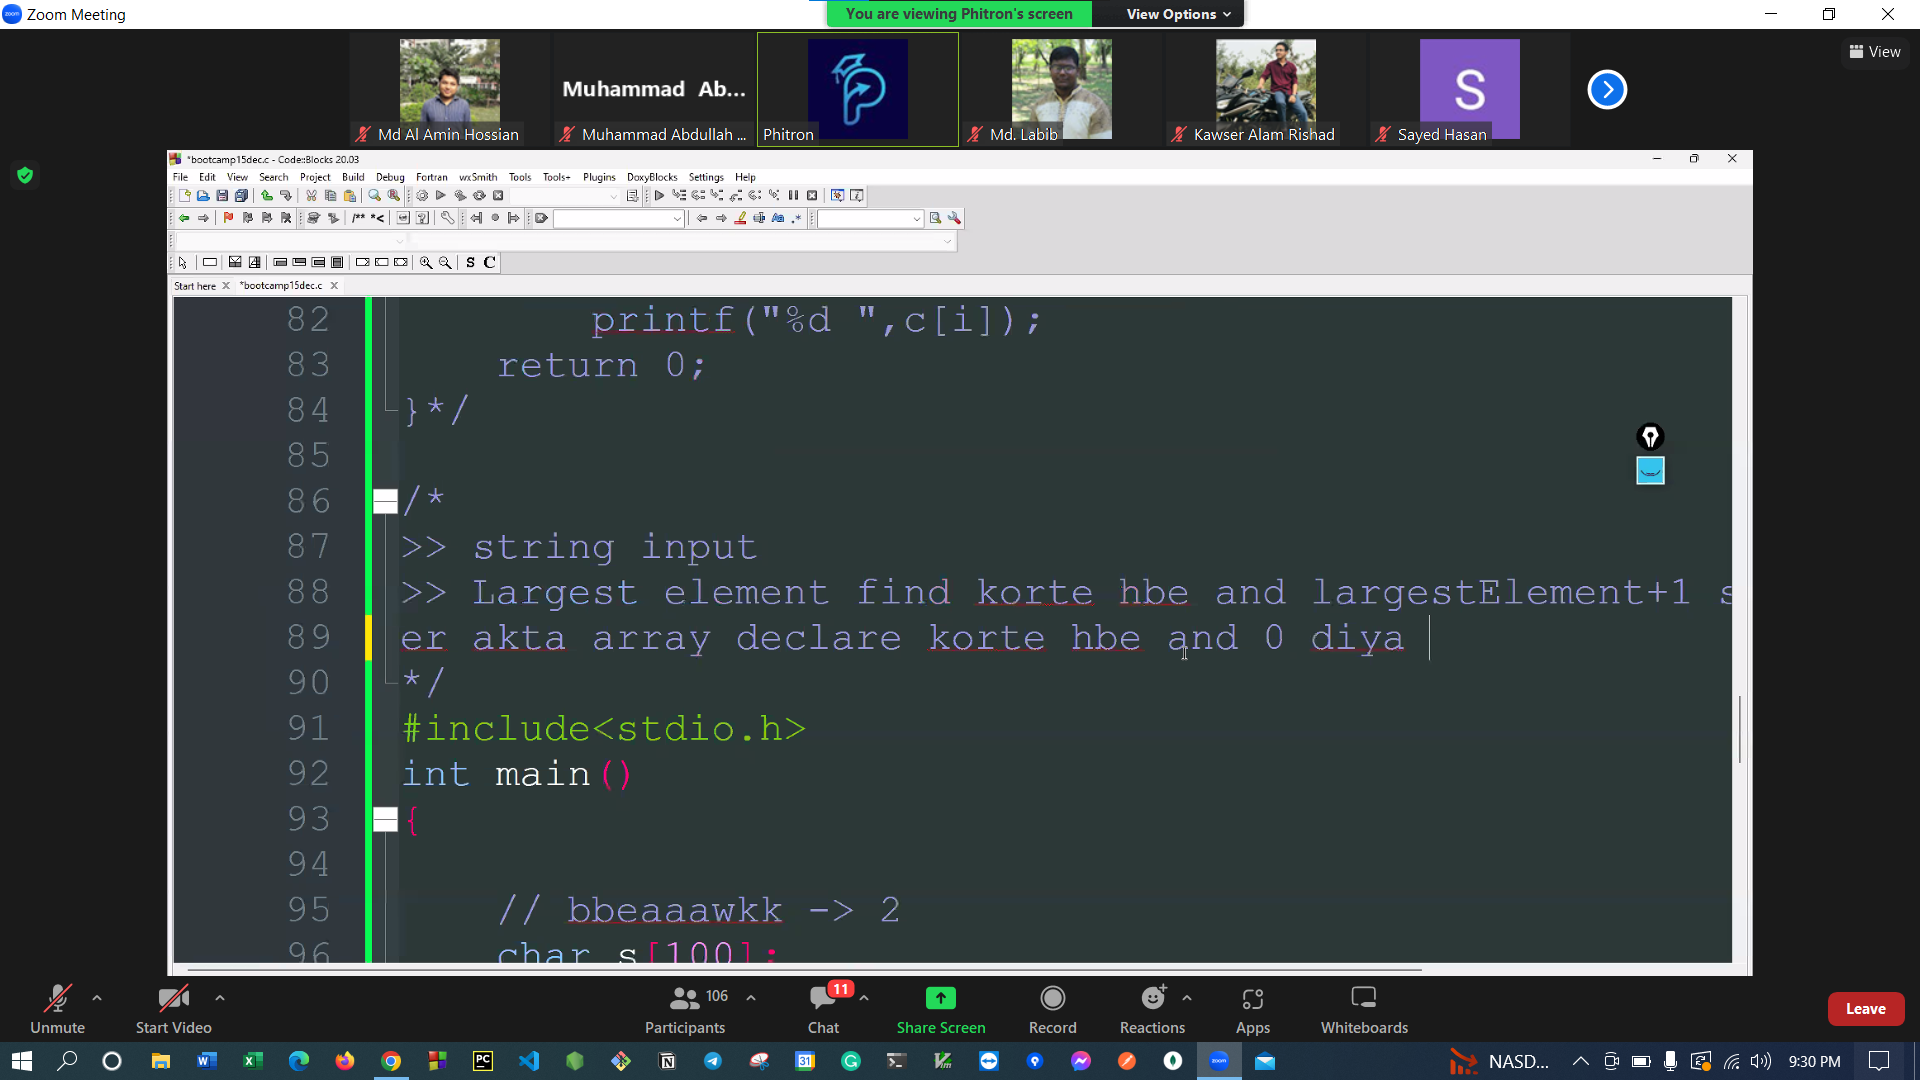 Zoom Meeting
You are viewing Phitron's screen
View Options
View
Muhammad Ab...
S
Md Al Amin Hossian
Muhammad Abdullah ...
Phitron
Md. Labib
Kawser Alam Rishad
Sayed Hasan
*bootcamp15dec.c - Code::Blocks 20.03
File Edit View Search Project Build Debug Fortran wxSmith Tools Tools+ Plugins DoxyBlocks Settings Help
S C
Start here *bootcamp15dec.c
82 printf("%d ",c[i]);
83 return 0;
84 }*/
85
86 /*
87 >> string input
88 >> Largest element find korte hbe and largestElement+1 s
89 er akta array declare korte hbe and 0 diya
90 */
91 #include<stdio.h>
92 int main()
93 {
94
95 // bbeaaawkk -> 2
96 char s[100];
Unmute
Start Video
106
Participants
11
Chat
Share Screen
Record
Reactions
Apps
Whiteboards
Leave
NASD...
9:30 PM